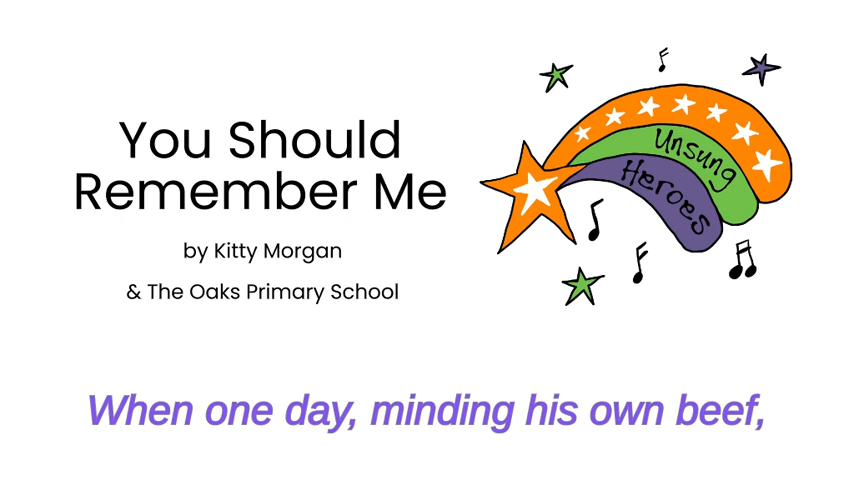 You Should
Remember Me
by Kitty Morgan
& The Oaks Primary School
Unsung
Heroes
When one day, minding his own beef,